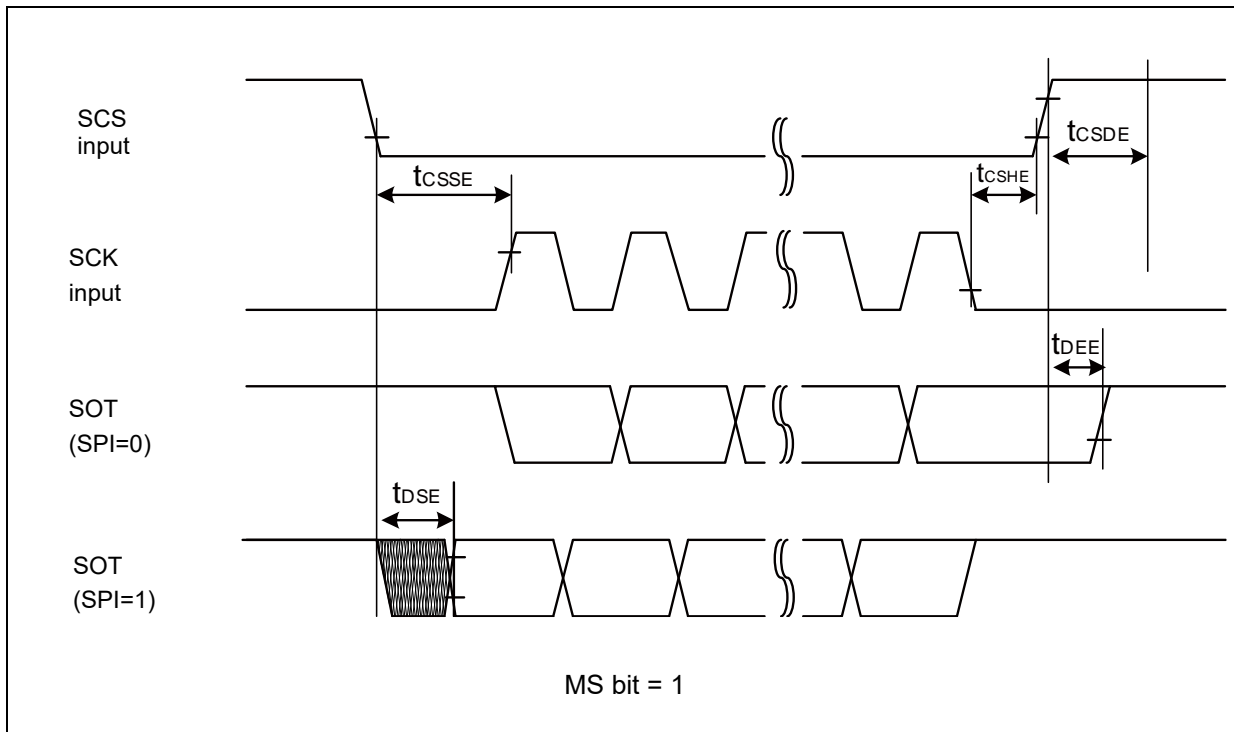 SCS
input
tCSDE
tCSSE
tCSHE
SCK
input
tDEE
SOT
(SPI=0)
tDSE
SOT
(SPI=1)
MS bit = 1